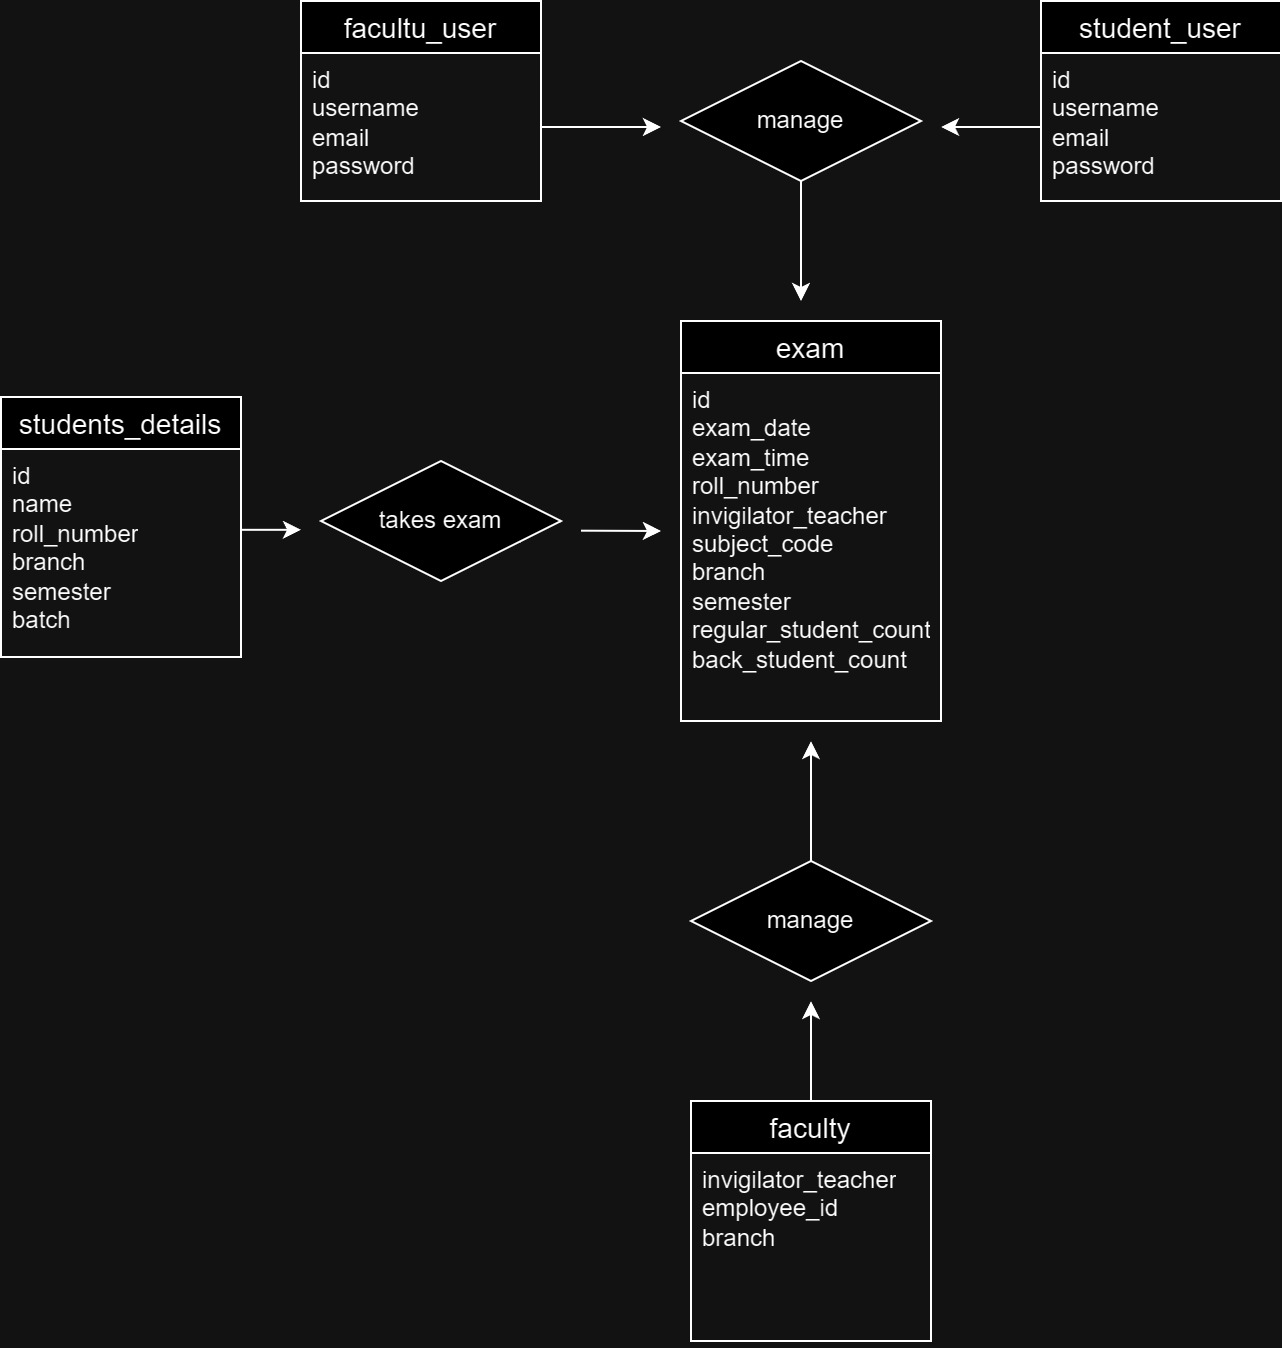 facultu_user
id
username
email
password
manage
student_user
id
username
email
password
exam
id
exam_date
exam_time
roll_number
invigilator_teacher
subject_code
branch
semester
regular_student_count
back_student_count
students_details
id
name
roll_number
branch
semester
batch
takes exam
manage
faculty
invigilator_teacher
employee_id
branch